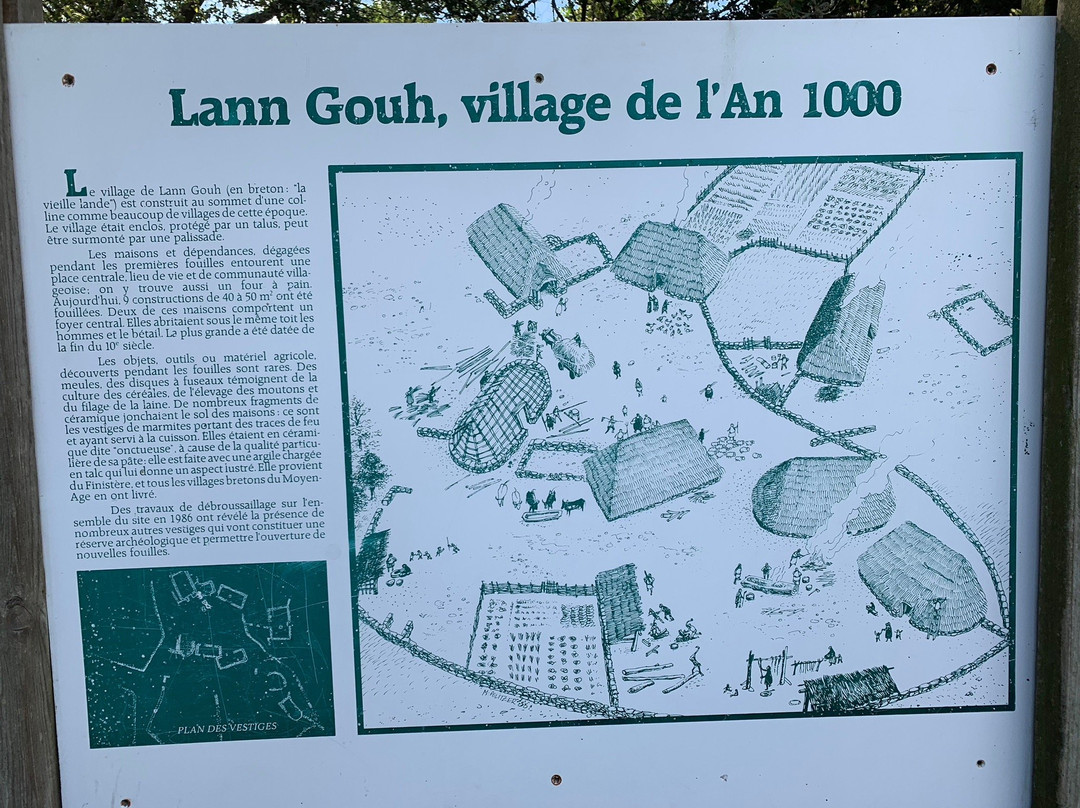 Lann Gouh, village de l'An 1000
Le village de Lann Gouh (en breton : "la
vieille lande") est construit au sommet d'une col-
line comme beaucoup de villages de cette époque.
Le village était enclos, protégé par un talus, peut
être surmonté par une palissade.
Les maisons et dépendances, dégagées
pendant les premières fouilles entourent une
place centrale, lieu de vie et de communauté villa-
geoise; on y trouve aussi un four à pain.
Aujourd'hui, 9 constructions de 40 à 50 m² ont été
fouillées. Deux de ces maisons comportent un
foyer central. Elles abritaient sous le même toit les
hommes et le bétail. La plus grande a été datée de
la fin du 10e siècle.
Les objets, outils ou matériel agricole,
découverts pendant les fouilles sont rares. Des
meules, des disques à fuseaux témoignent de la
culture des céréales, de l'élevage des moutons et
du filage de la laine. De nombreux fragments de
céramique jonchaient le sol des maisons : ce sont
les vestiges de marmites portant des traces de feu
et ayant servi à la cuisson. Elles étaient en cérami-
que dite "onctueuse", à cause de la qualité particu-
lière de sa pâte; elle est faite avec une argile chargée
en talc qui lui donne un aspect lustré. Elle provient
du Finistère, et tous les villages bretons du Moyen-
Age en ont livré.
Des travaux de débroussaillage sur l'en-
semble du site en 1986 ont révélé la présence de
nombreux autres vestiges qui vont constituer une
réserve archéologique et permettre l'ouverture de
nouvelles fouilles.
PLAN DES VESTIGES